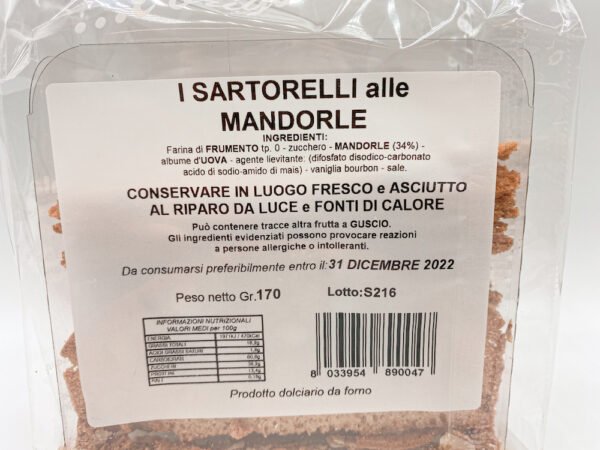 I SARTORELLI alle
MANDORLE
INGREDIENTI:
Farina di FRUMENTO tp. 0 - zucchero - MANDORLE (34%) -
albume d'UOVA - agente lievitante: (difosfato disodico-carbonato
acido di sodio-amido di mais) - vaniglia bourbon - sale.
CONSERVARE IN LUOGO FRESCO e ASCIUTTO
AL RIPARO DA LUCE e FONTI DI CALORE
Può contenere tracce altra frutta a GUSCIO.
Gli ingredienti evidenziati possono provocare reazioni
a persone allergiche o intolleranti.
Da consumarsi preferibilmente entro il:31 DICEMBRE 2022
Peso netto Gr.170 Lotto:S216
INFORMAZIONI NUTRIZIONALI
VALORI MEDI per 100g
ENERGIA
GRASSI TOTALI
ACIDI GRASSI SATURI
CARBOIDRATI
ZUCCHERI
PROTEINE
8 033954 890047
Prodotto dolciario da forno